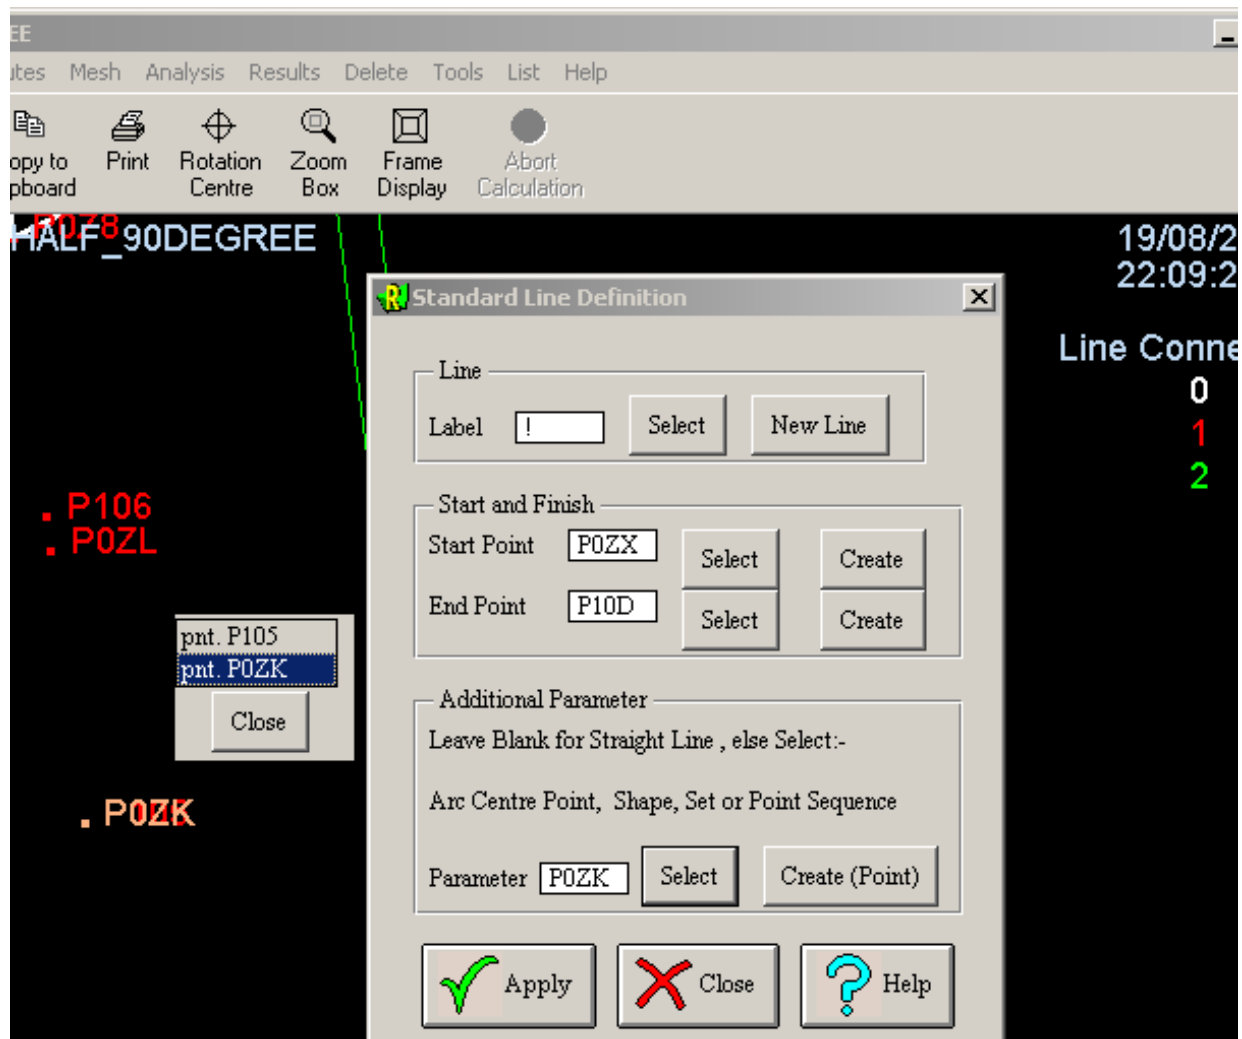 EE
utes Mesh Analysis Results Delete Tools List Help
opy to Print Rotation Zoom Frame Abort
pboard Centre Box Display Calculation
P0Z8
HALF_90DEGREE
19/08/2
22:09:2
Standard Line Definition
Line Conne
0
1
2
Line
Label ! Select New Line
P106
P0ZL
Start and Finish
Start Point P0ZX Select Create
End Point P10D Select Create
pnt. P105
pnt. P0ZK
Close
P0ZK
Additional Parameter
Leave Blank for Straight Line , else Select:-
Arc Centre Point, Shape, Set or Point Sequence
Parameter P0ZK Select Create (Point)
Apply Close Help